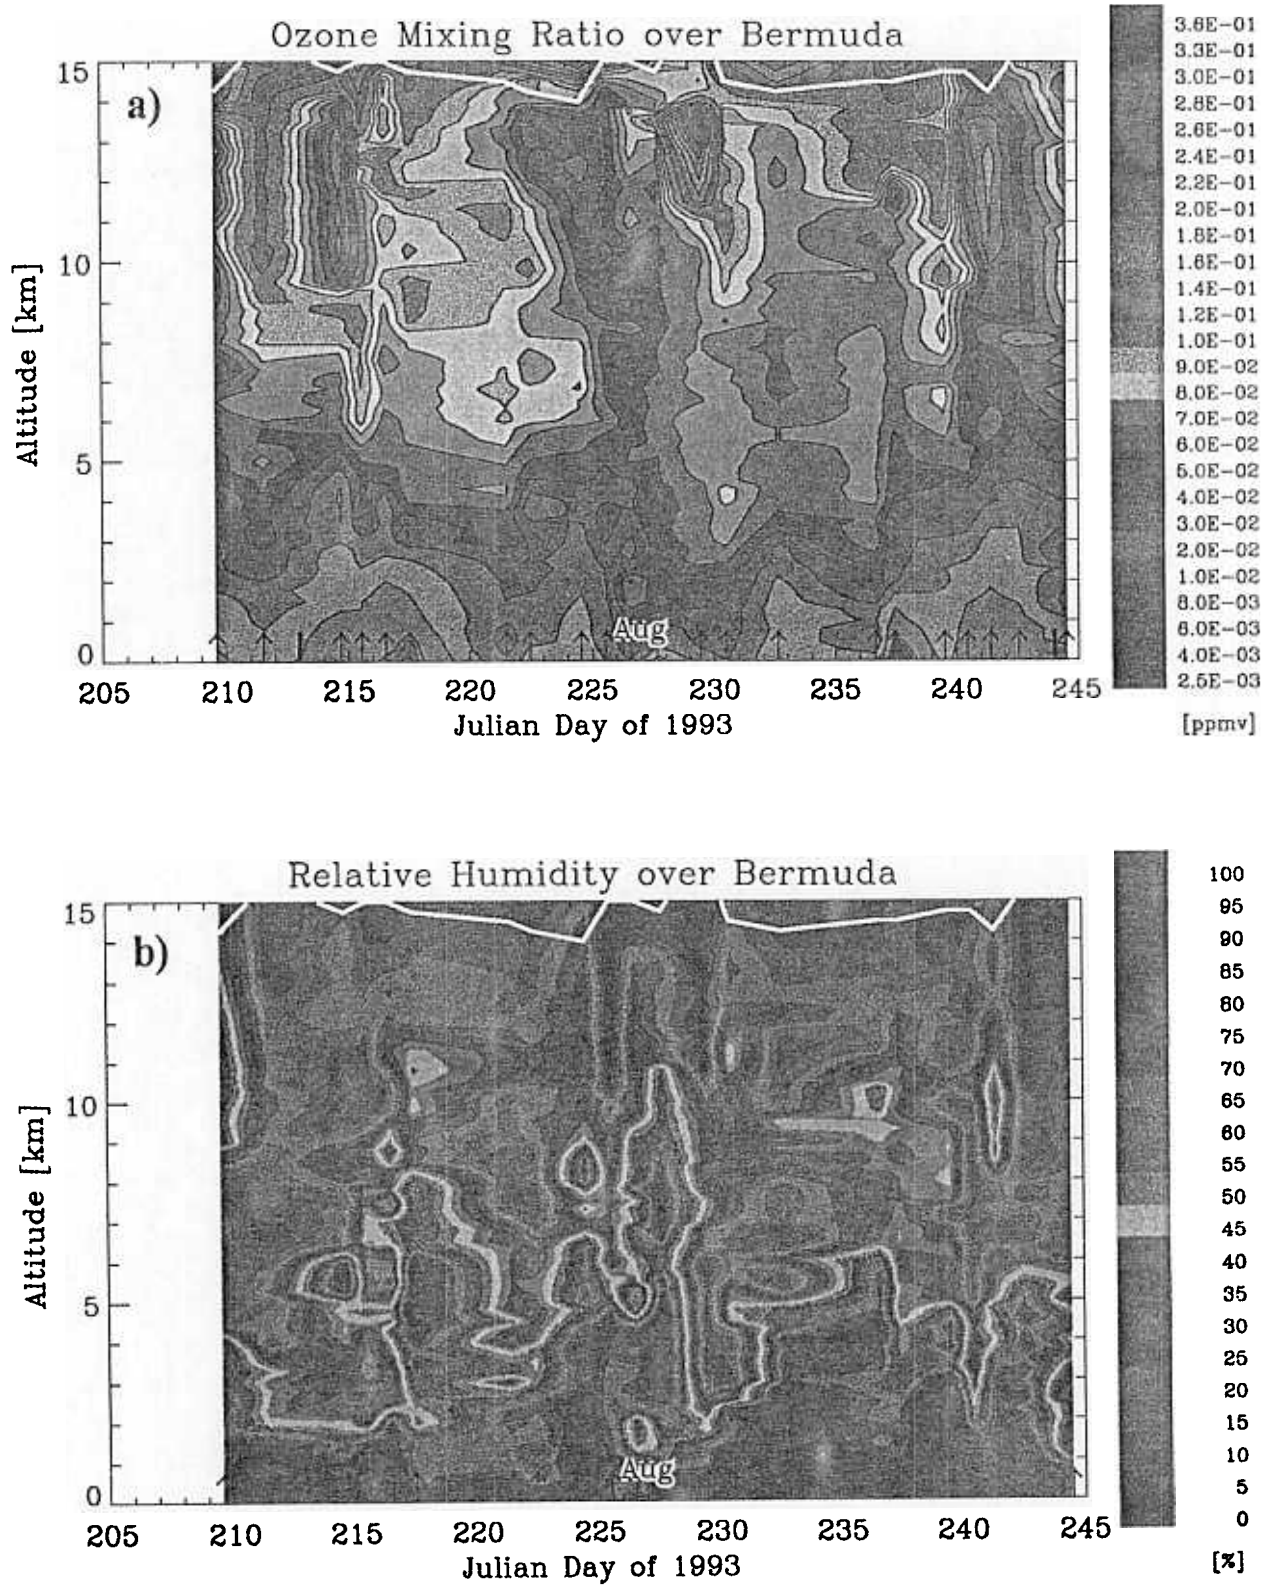 Ozone Mixing Ratio over Bermuda
a)
15
10
5
0
Altitude [km]
Aug
205 210 215 220 225 230 235 240 245
Julian Day of 1993
3.6E-01
3.3E-01
3.0E-01
2.8E-01
2.6E-01
2.4E-01
2.2E-01
2.0E-01
1.8E-01
1.6E-01
1.4E-01
1.2E-01
1.0E-01
9.0E-02
8.0E-02
7.0E-02
6.0E-02
5.0E-02
4.0E-02
3.0E-02
2.0E-02
1.0E-02
8.0E-03
6.0E-03
4.0E-03
2.5E-03
[ppmv]
Relative Humidity over Bermuda
b)
15
10
5
0
Altitude [km]
Aug
205 210 215 220 225 230 235 240 245
Julian Day of 1993
100
95
90
85
80
75
70
65
60
55
50
45
40
35
30
25
20
15
10
5
0
[%]